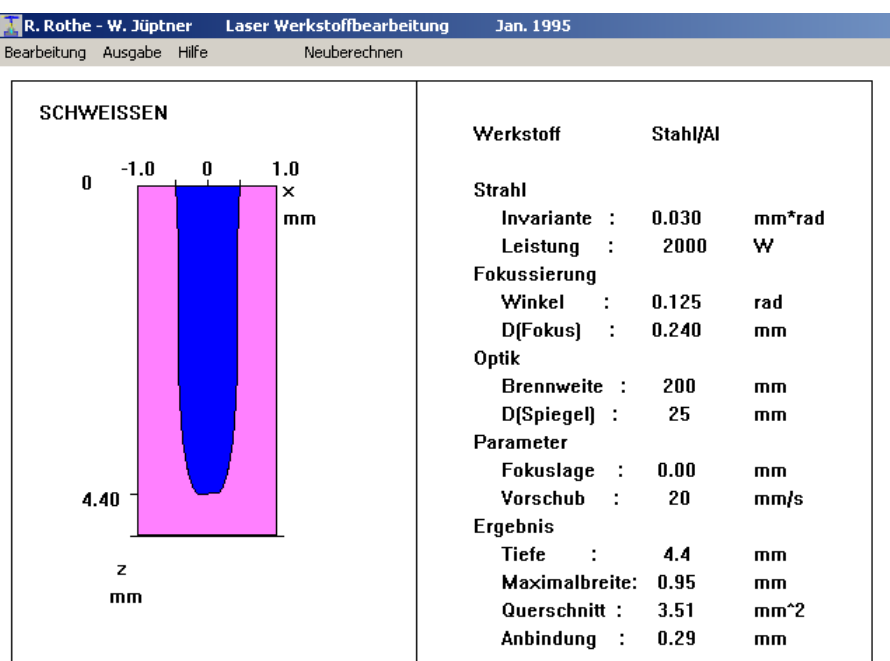 R. Rothe - W. Jüptner Laser Werkstoffbearbeitung Jan. 1995
Bearbeitung Ausgabe Hilfe Neuberechnen
SCHWEISSEN
-1.0 0 1.0
0
x
mm
4.40
z
mm
Werkstoff Stahl/Al
Strahl
Invariante : 0.030 mm*rad
Leistung : 2000 W
Fokussierung
Winkel : 0.125 rad
D(Fokus) : 0.240 mm
Optik
Brennweite : 200 mm
D(Spiegel) : 25 mm
Parameter
Fokuslage : 0.00 mm
Vorschub : 20 mm/s
Ergebnis
Tiefe : 4.4 mm
Maximalbreite: 0.95 mm
Querschnitt : 3.51 mm^2
Anbindung : 0.29 mm